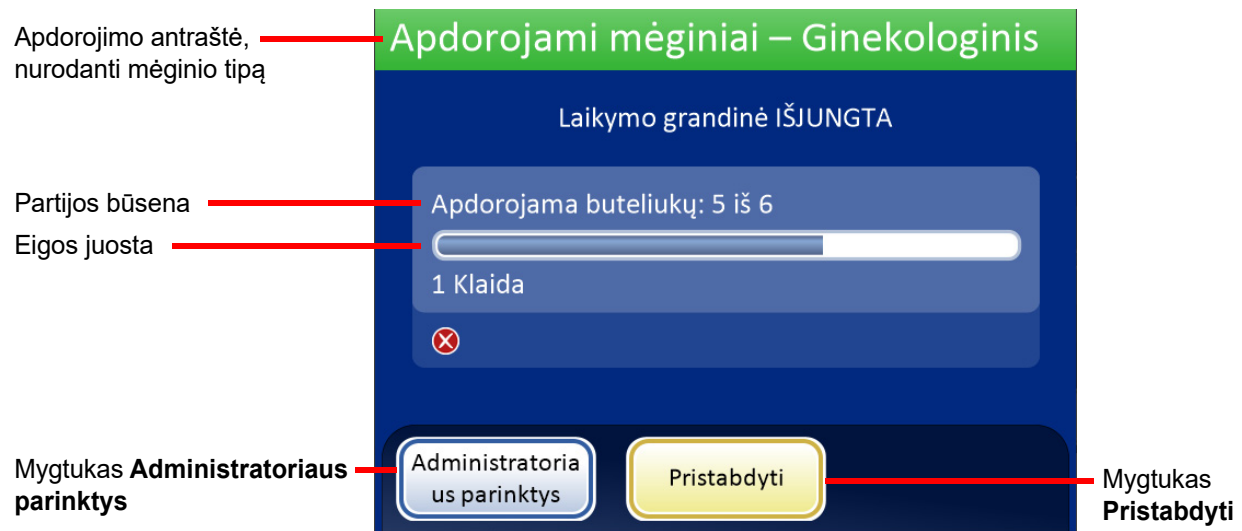 Apdorojimo antraštė,
nurodanti mėginio tipą
Apdorojami mėginiai – Ginekologinis
Laikymo grandinė IŠJUNGTA
Partijos būsena
Apdorojama buteliukų: 5 iš 6
Eigos juosta
1 Klaida
Mygtukas Administratoriaus
parinktys
Administratoria
us parinktys
Pristabdyti
Mygtukas
Pristabdyti